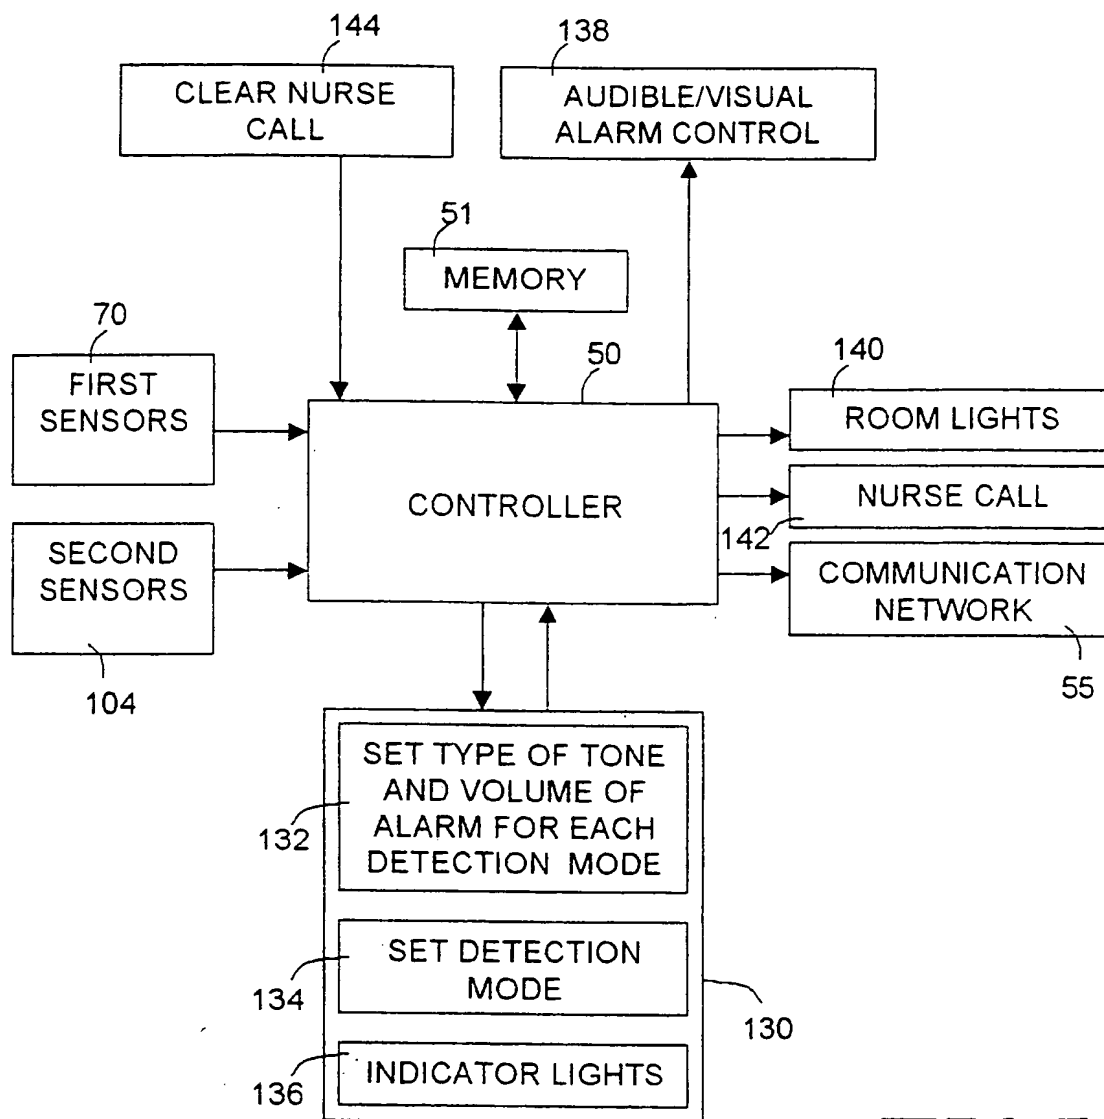 144
138
CLEAR NURSE
CALL
AUDIBLE/VISUAL
ALARM CONTROL
51
MEMORY
70
FIRST
SENSORS
50
140
ROOM LIGHTS
CONTROLLER
NURSE CALL
142
SECOND
SENSORS
COMMUNICATION
NETWORK
104
55
SET TYPE OF TONE
AND VOLUME OF
ALARM FOR EACH
DETECTION MODE
132
SET DETECTION
MODE
134
130
INDICATOR LIGHTS
136